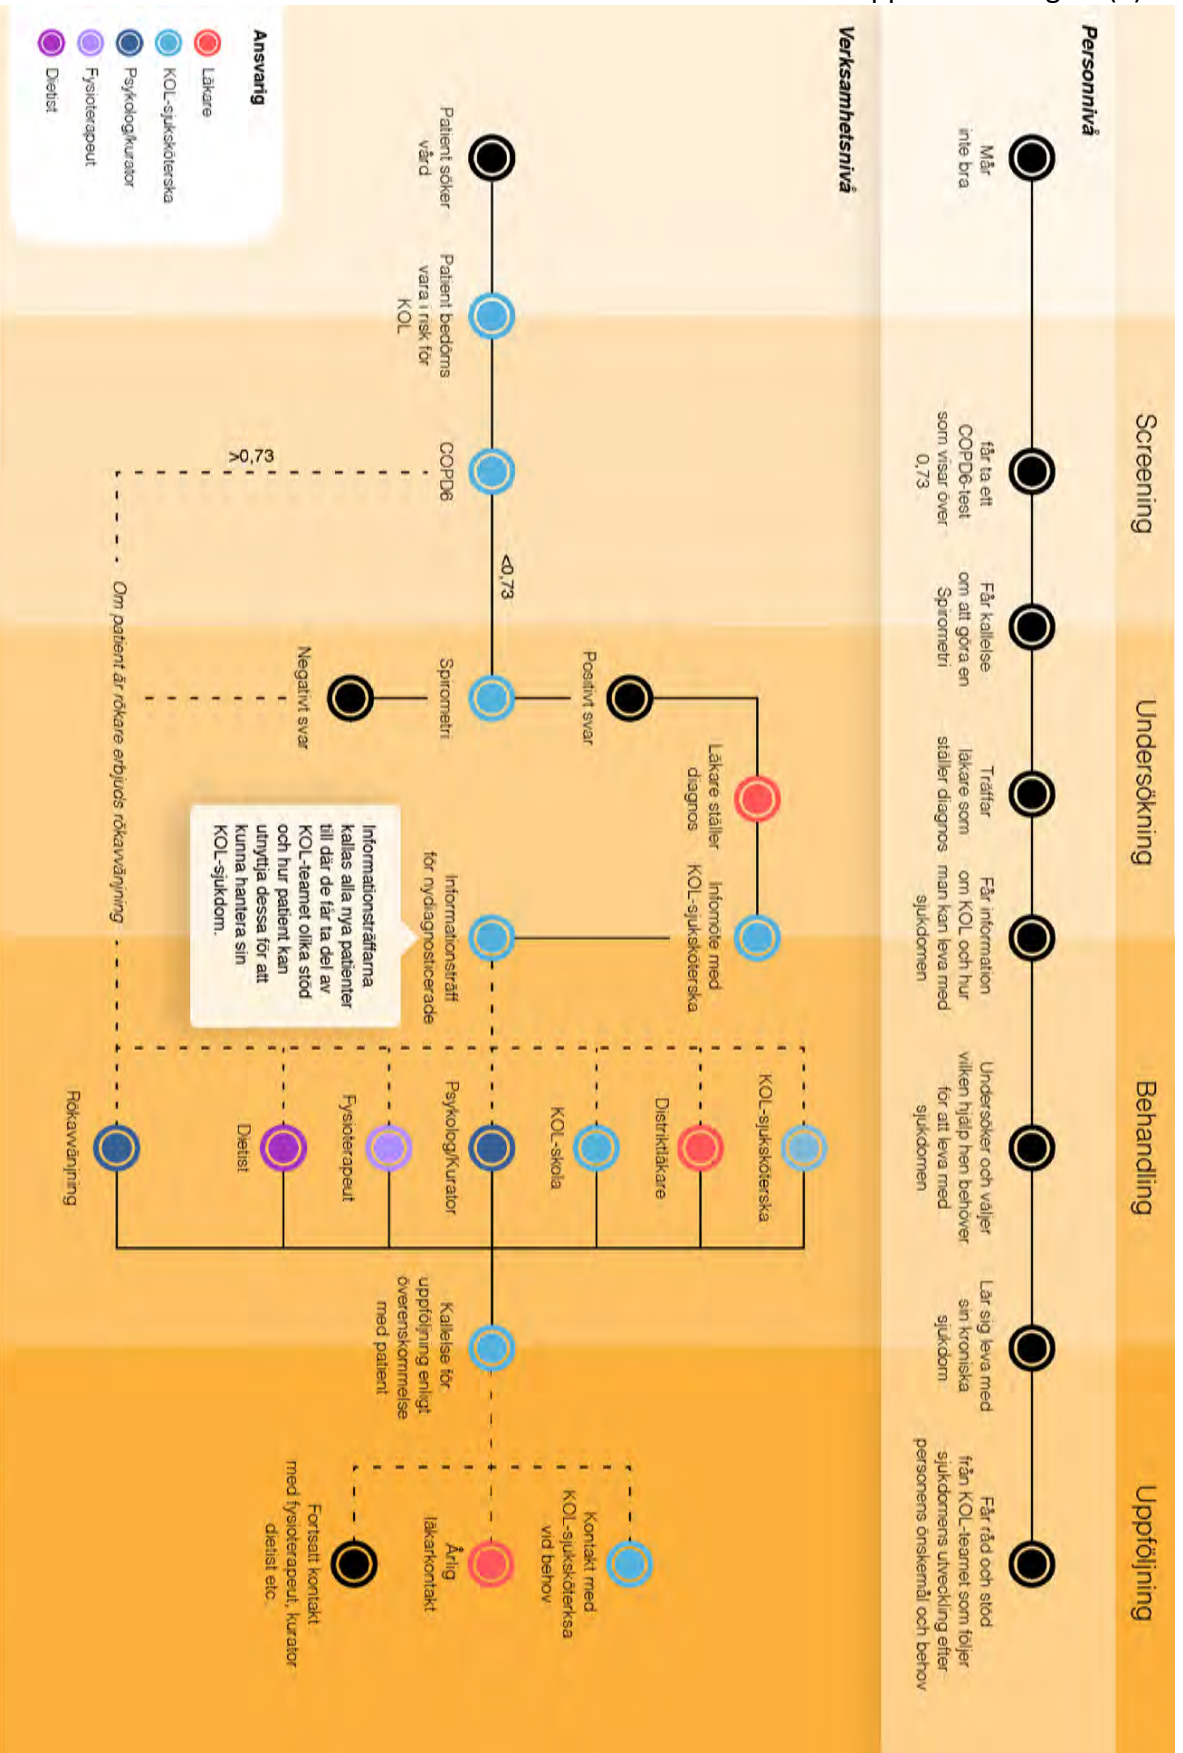 Screening
Undersökning
Behandling
Uppföljning
Personnivå
Mår
inte bra
får ta ett
COPD6-test
som visar över
0,73
Får kallelse
om att göra en
Spirometri
Träffar
läkare som
ställer diagnos
Får information
om KOL och hur
man kan leva med
sjukdomen
Undersöker och väljer
vilken hjälp hen behöver
för att leva med
sjukdomen
Lär sig leva med
sin kroniska
sjukdom
Får råd och stöd
från KOL-teamet som följer
sjukdomens utveckling efter
personens önskemål och behov
Verksamhetsnivå
Patient söker
vård
Patient bedöms
vara i risk för
KOL
COPD6
<0,73
>0,73
Spirometri
Positivt svar
Negativt svar
Läkare ställer
diagnos
Infomöte med
KOL-sjuksköterska
Informationsträff
för nydiagnosticerade
Informationsträffarna
kallas alla nya patienter
till där de får ta del av
KOL-teamet olika stöd
och hur patient kan
utnyttja dessa för att
kunna hantera sin
KOL-sjukdom.
Om patient är rökare erbjuds rökavvänjning
KOL-sjuksköterska
Distriktläkare
KOL-skola
Psykolog/Kurator
Fysioterapeut
Dietist
Rökavvänjning
Kallelse för
uppföljning enligt
överenskommelse
med patient
Kontakt med
KOL-sjuksköterksa
vid behov
Årlig
läkarkontakt
Fortsatt kontakt
med fysioterapeut, kurator
dietist etc.
Ansvarig
Läkare
KOL-sjuksköterska
Psykolog/kurator
Fysioterapeut
Dietist